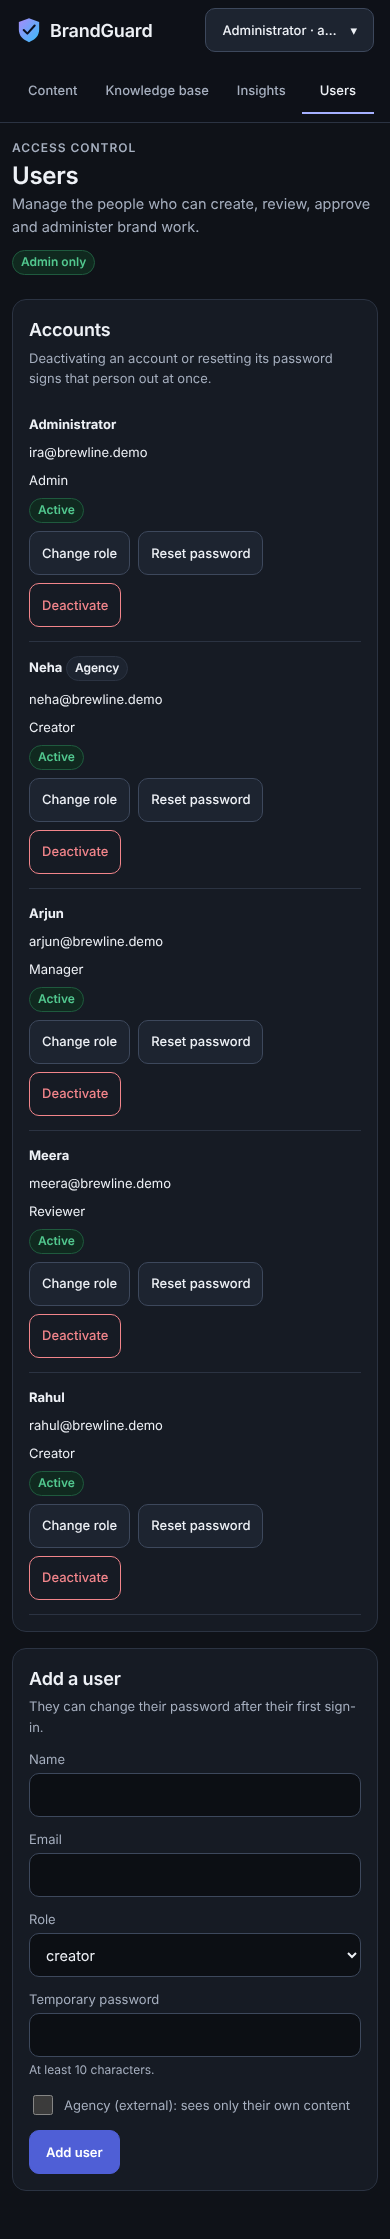 BrandGuard
Administrator · a... ▾
Content Knowledge base Insights Users
ACCESS CONTROL
Users
Manage the people who can create, review, approve
and administer brand work.
Admin only
Accounts
Deactivating an account or resetting its password
signs that person out at once.
Administrator
ira@brewline.demo
Admin
Active
Change role Reset password
Deactivate
Neha Agency
neha@brewline.demo
Creator
Active
Change role Reset password
Deactivate
Arjun
arjun@brewline.demo
Manager
Active
Change role Reset password
Deactivate
Meera
meera@brewline.demo
Reviewer
Active
Change role Reset password
Deactivate
Rahul
rahul@brewline.demo
Creator
Active
Change role Reset password
Deactivate
Add a user
They can change their password after their first sign-
in.
Name
Email
Role
creator
Temporary password
At least 10 characters.
Agency (external): sees only their own content
Add user